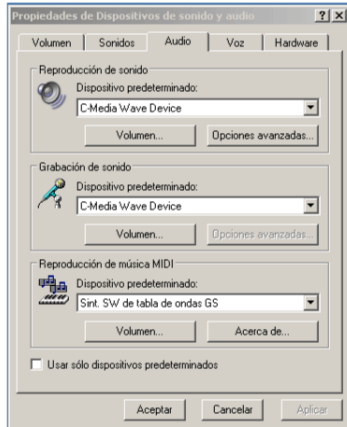 Propiedades de Dispositivos de sonido y audio
Volumen Sonidos Audio Voz Hardware
Reproducción de sonido
Dispositivo predeterminado:
C-Media Wave Device
Volumen... Opciones avanzadas...
Grabación de sonido
Dispositivo predeterminado:
C-Media Wave Device
Volumen... Opciones avanzadas...
Reproducción de música MIDI
Dispositivo predeterminado:
Sint. SW de tabla de ondas GS
Volumen... Acerca de...
Usar sólo dispositivos predeterminados
Aceptar Cancelar Aplicar